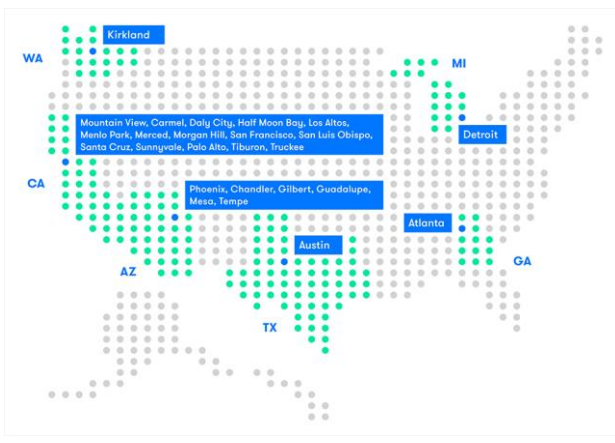 Kirkland
WA
MI
Mountain View, Carmel, Daly City, Half Moon Bay, Los Altos,
Menlo Park, Merced, Morgan Hill, San Francisco, San Luis Obispo,
Santa Cruz, Sunnyvale, Palo Alto, Tiburon, Truckee
Detroit
CA
Phoenix, Chandler, Gilbert, Guadalupe,
Mesa, Tempe
Atlanta
Austin
GA
AZ
TX